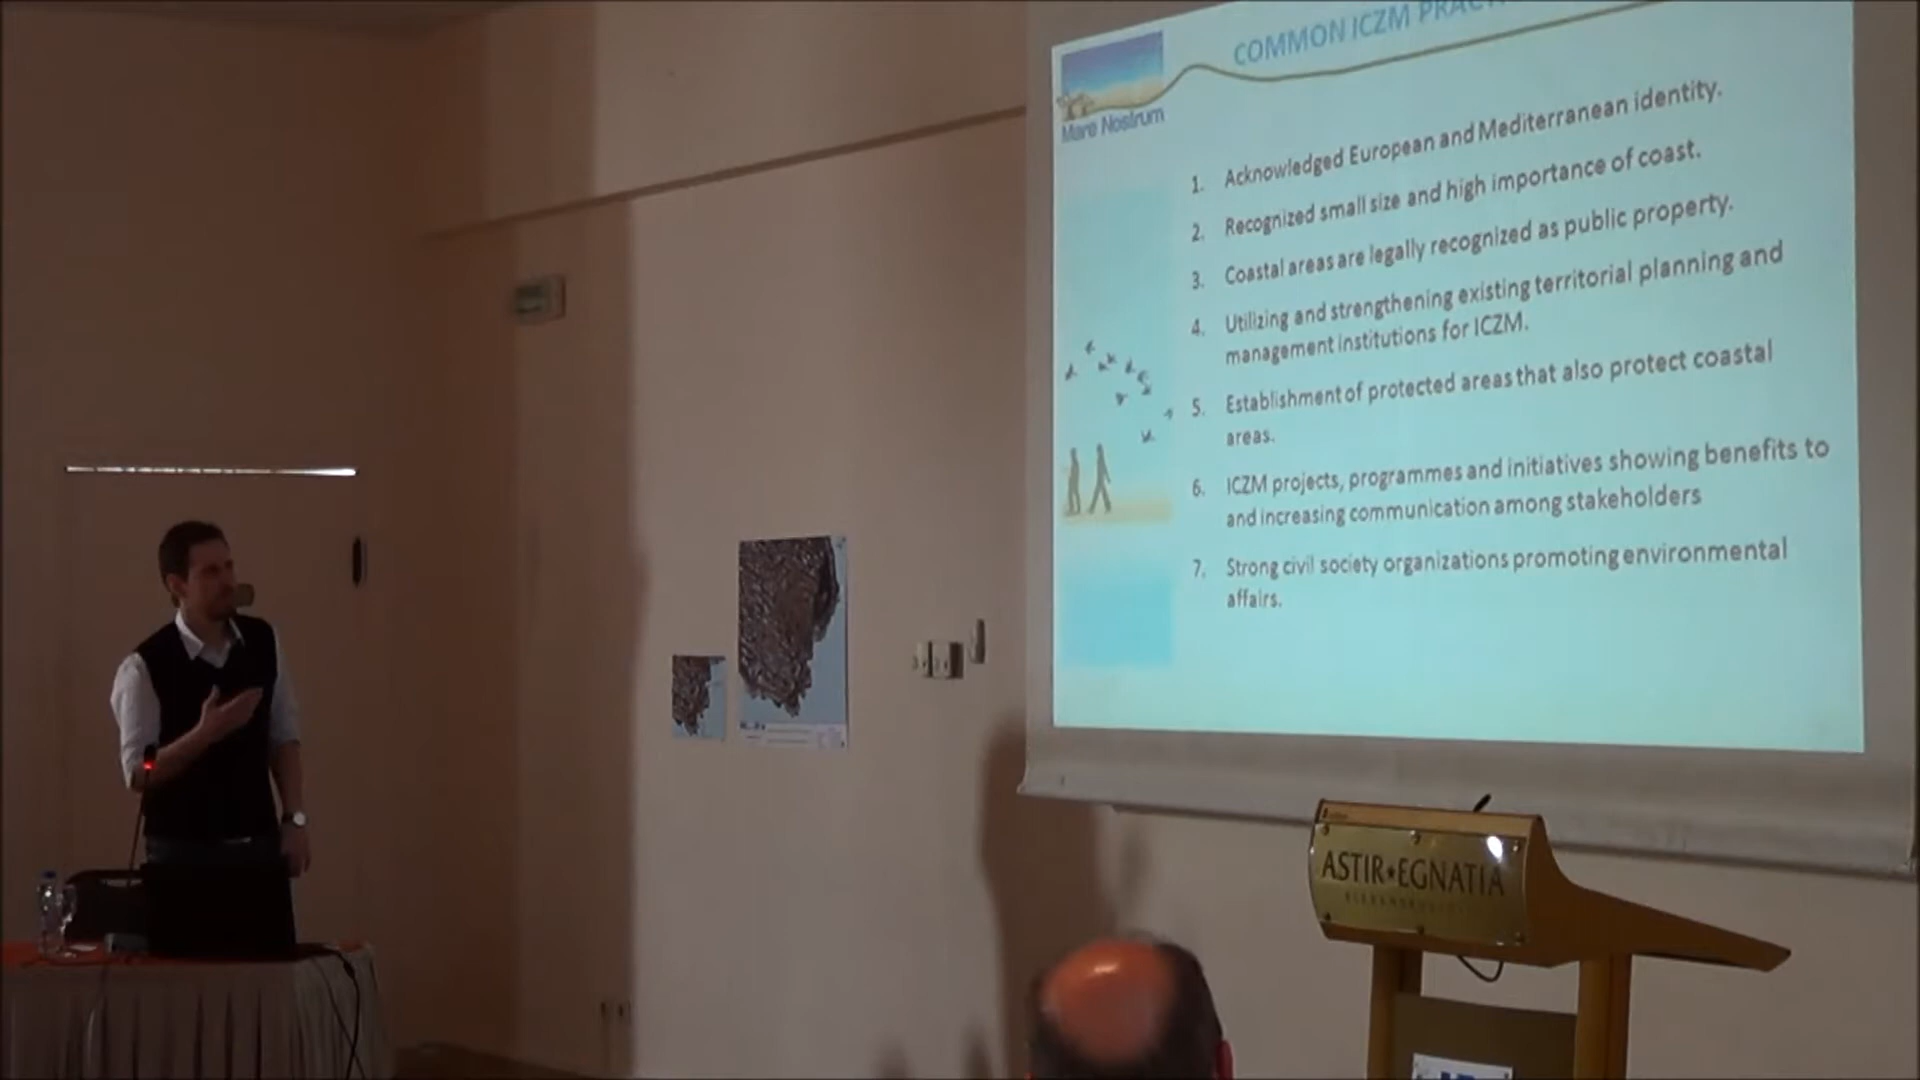 COMMON ICZM
Mare Nostrum
1. Acknowledged European and Mediterranean identity.
2. Recognized small size and high importance of coast.
3. Coastal areas are legally recognized as public property.
4. Utilizing and strengthening existing territorial planning and
management institutions for ICZM.
5. Establishment of protected areas that also protect coastal
areas.
6. ICZM projects, programmes and initiatives showing benefits to
and increasing communication among stakeholders
7. Strong civil society organizations promoting environmental
affairs.
ASTIR★EGNATIA